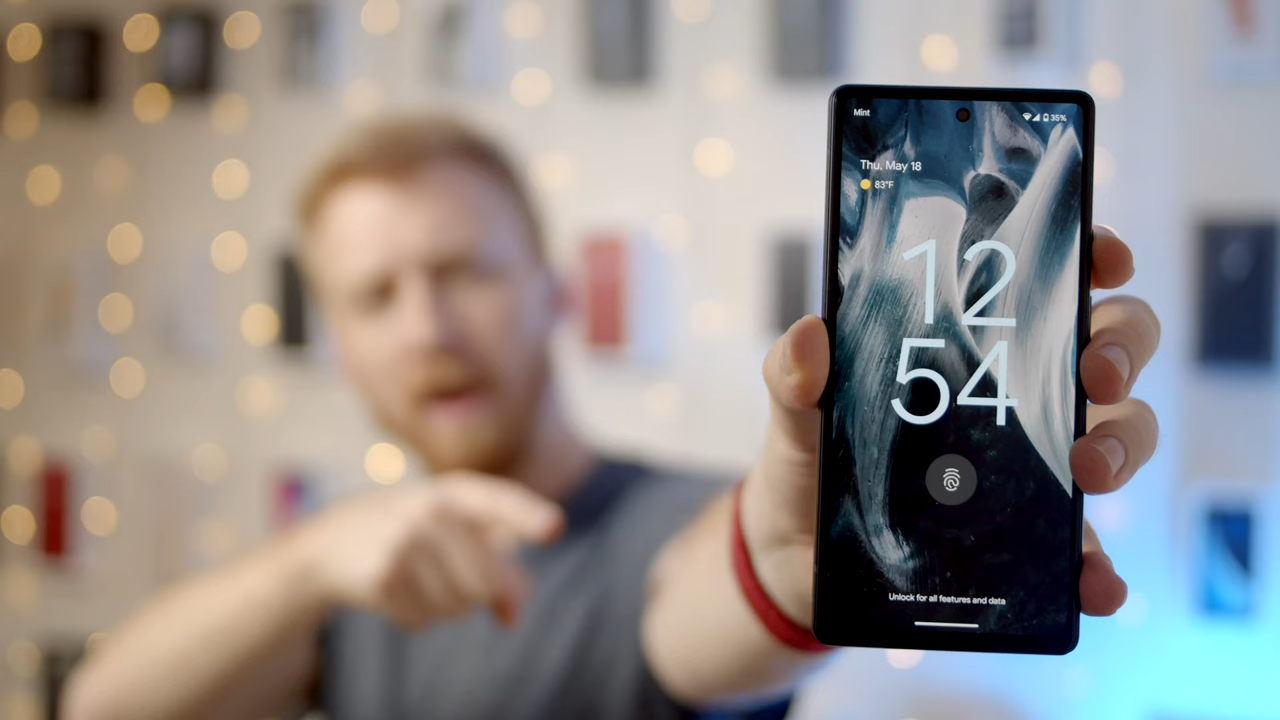 Mint
35%
Thu, May 18
83°F
12
54
Unlock for all features and data